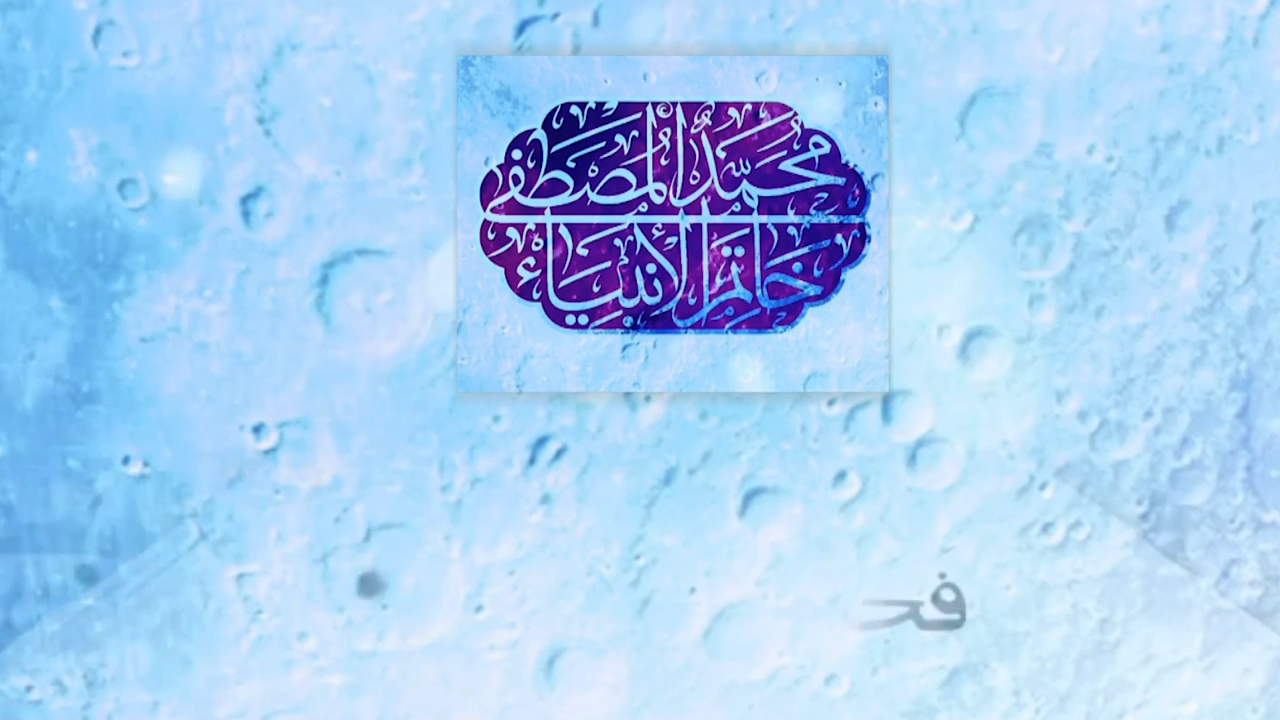 محمد المصطفى
خاتم الأنبياء